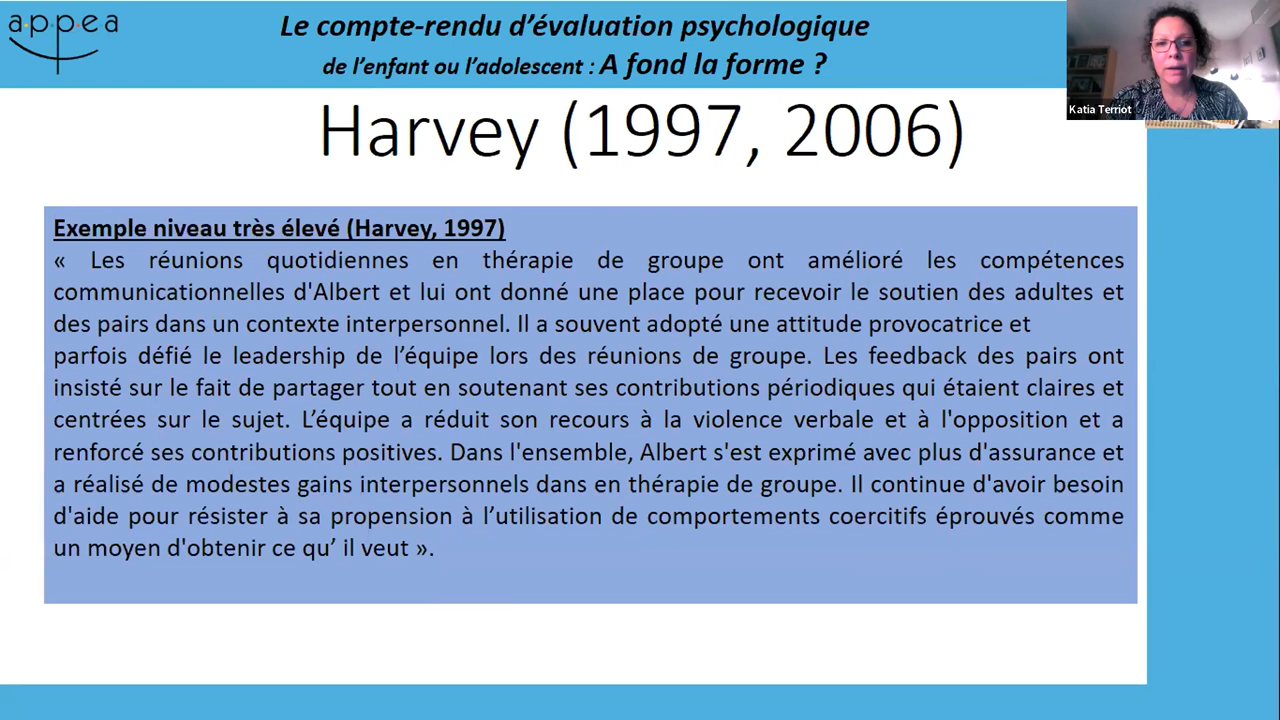 appea
Le compte-rendu d'évaluation psychologique
de l'enfant ou l'adolescent : A fond la forme ?
Katia Terriot
Harvey (1997, 2006)
Exemple niveau très élevé (Harvey, 1997)
« Les réunions quotidiennes en thérapie de groupe ont amélioré les compétences
communicationnelles d'Albert et lui ont donné une place pour recevoir le soutien des adultes et
des pairs dans un contexte interpersonnel. Il a souvent adopté une attitude provocatrice et
parfois défié le leadership de l'équipe lors des réunions de groupe. Les feedback des pairs ont
insisté sur le fait de partager tout en soutenant ses contributions périodiques qui étaient claires et
centrées sur le sujet. L'équipe a réduit son recours à la violence verbale et à l'opposition et a
renforcé ses contributions positives. Dans l'ensemble, Albert s'est exprimé avec plus d'assurance et
a réalisé de modestes gains interpersonnels dans en thérapie de groupe. Il continue d'avoir besoin
d'aide pour résister à sa propension à l'utilisation de comportements coercitifs éprouvés comme
un moyen d'obtenir ce qu' il veut ».